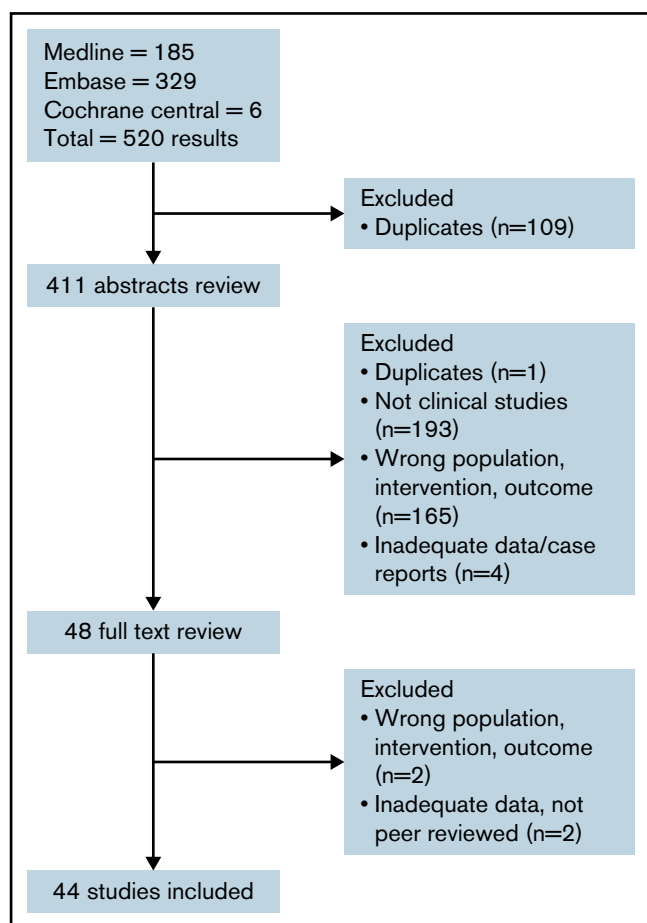 Medline = 185
Embase = 329
Cochrane central = 6
Total = 520 results
Excluded
• Duplicates (n=109)
411 abstracts review
Excluded
• Duplicates (n=1)
• Not clinical studies
(n=193)
• Wrong population,
intervention, outcome
(n=165)
• Inadequate data/case
reports (n=4)
48 full text review
Excluded
• Wrong population,
intervention, outcome
(n=2)
• Inadequate data, not
peer reviewed (n=2)
44 studies included